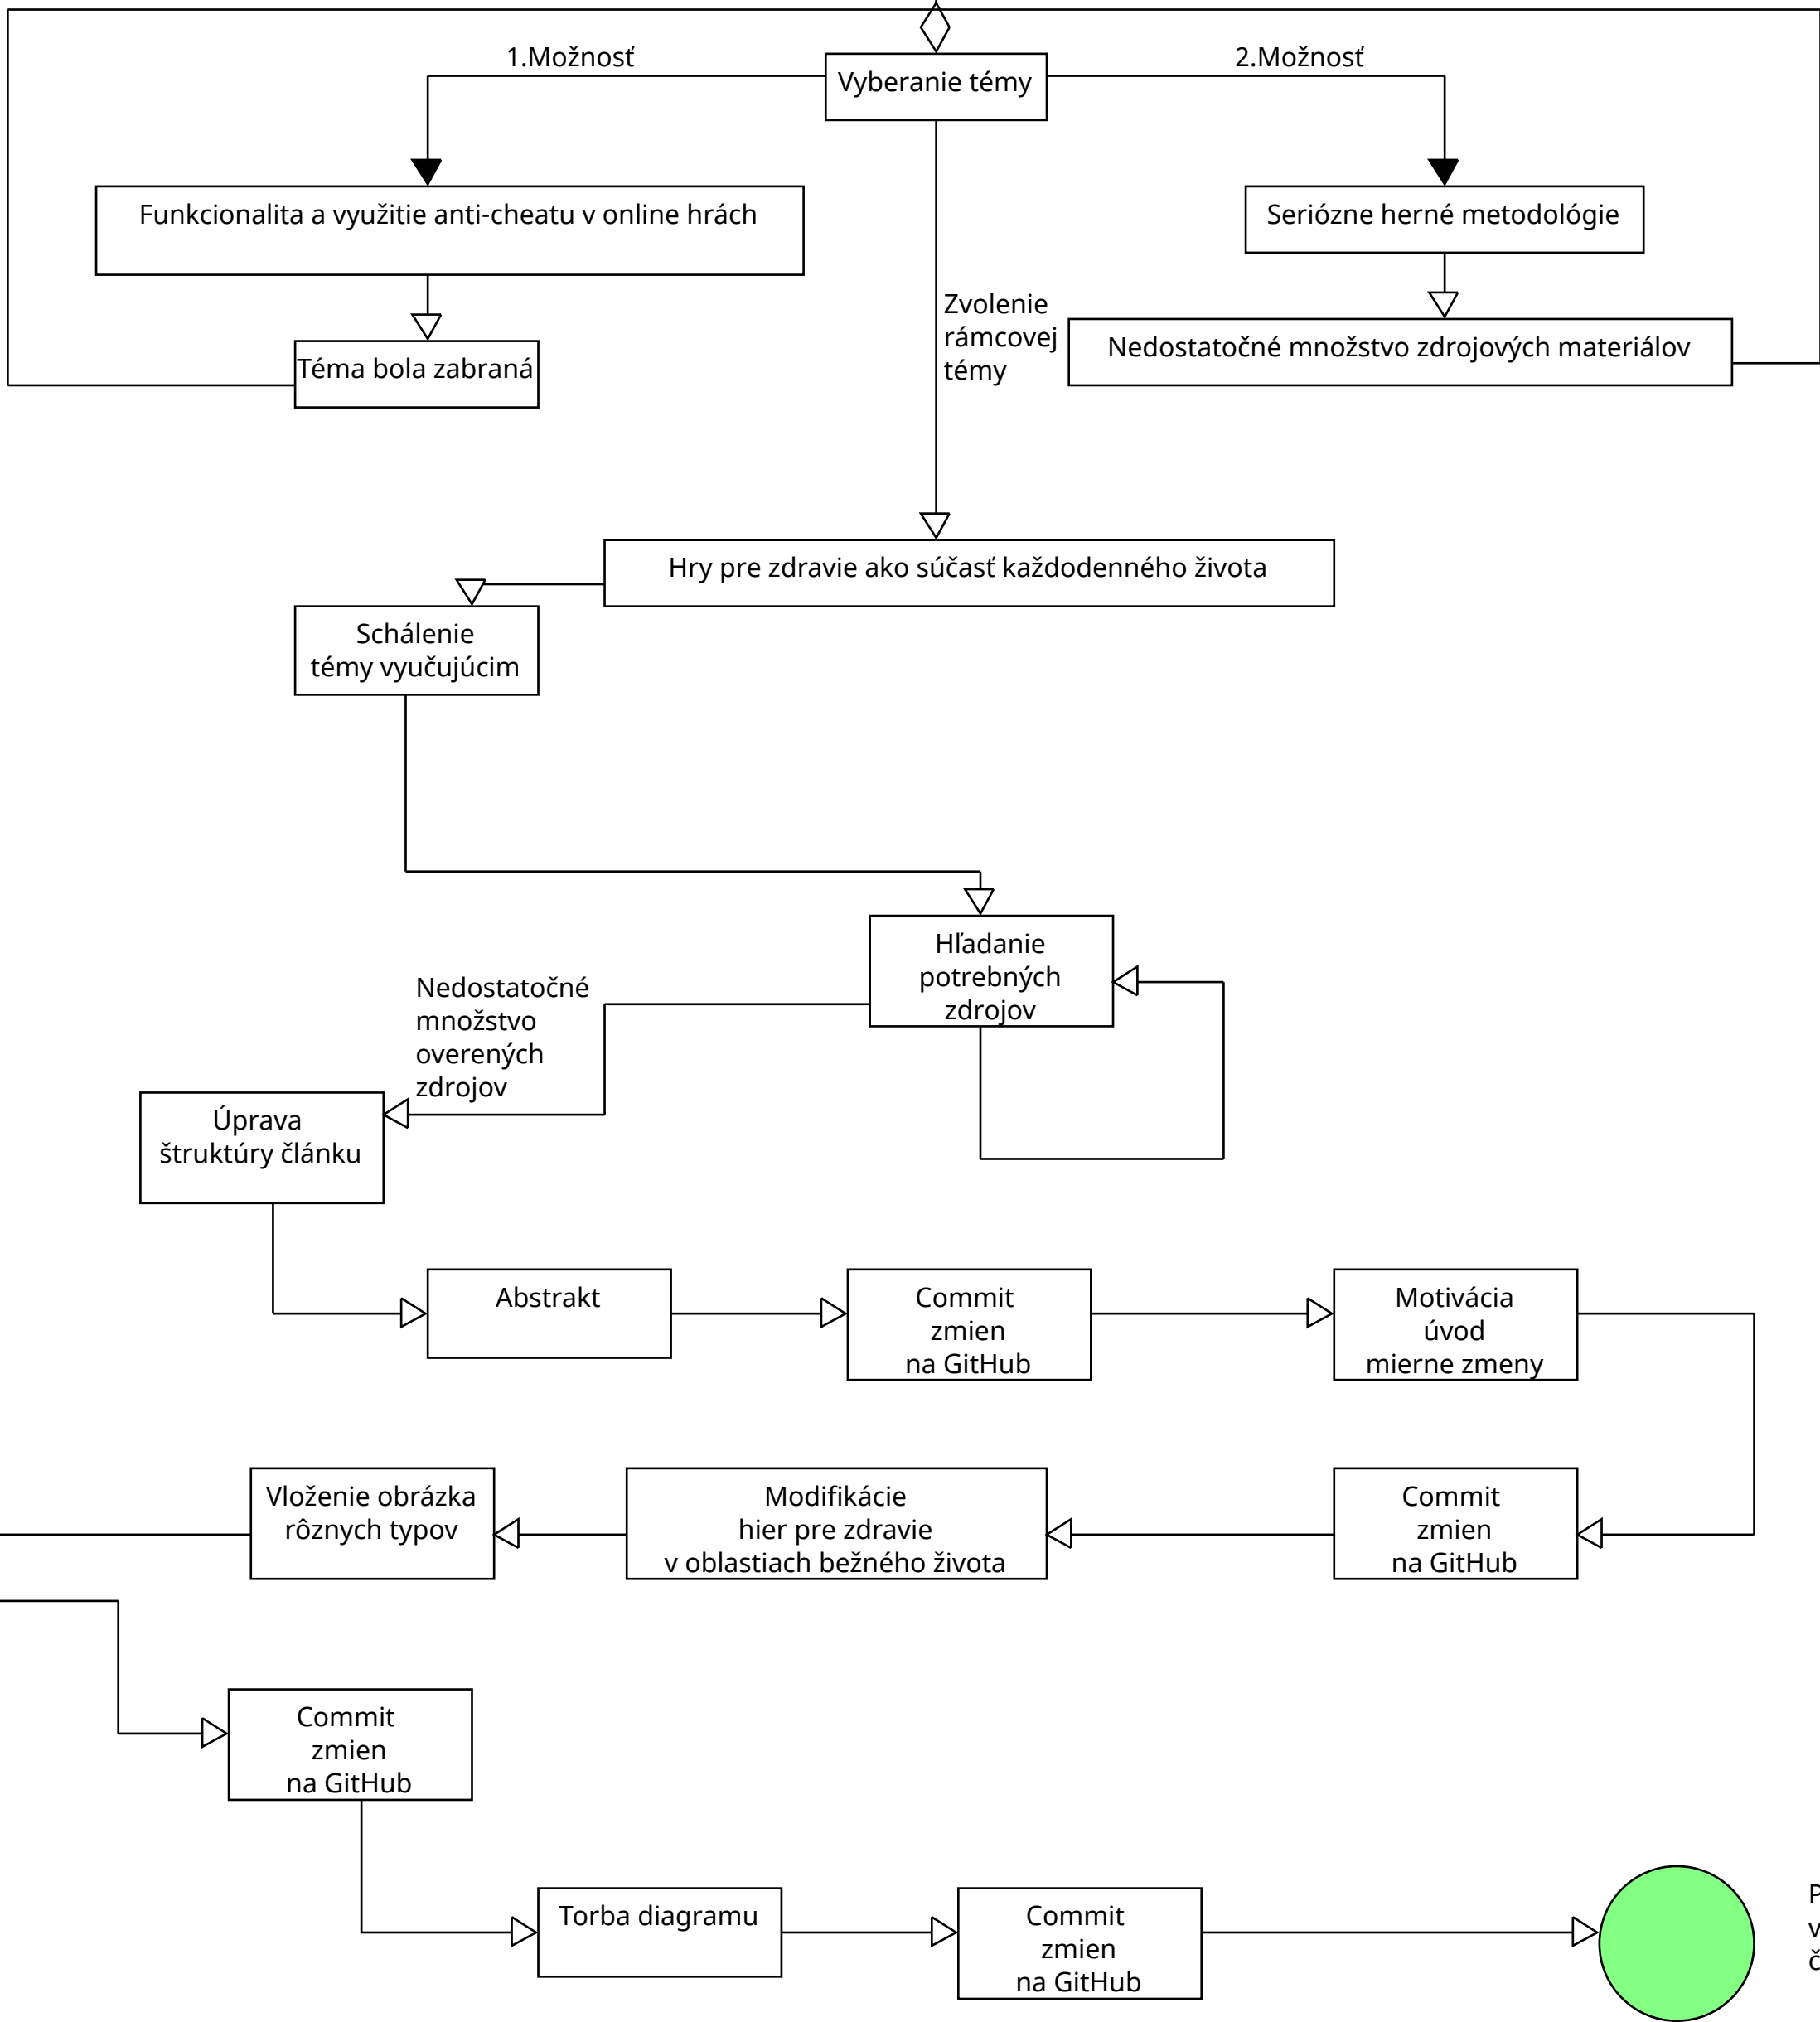 1.Možnosť
Vyberanie témy
2.Možnosť
Funkcionalita a využitie anti-cheatu v online hrách
Seriózne herné metodológie
Zvolenie
rámcovej
témy
Nedostatočné množstvo zdrojových materiálov
Téma bola zabraná
Hry pre zdravie ako súčasť každodenného života
Schálenie
témy vyučujúcim
Hľadanie
potrebných
zdrojov
Nedostatočné
množstvo
overených
zdrojov
Úprava
štruktúry článku
Abstrakt
Commit
zmien
na GitHub
Motivácia
úvod
mierne zmeny
Vloženie obrázka
rôznych typov
Modifikácie
hier pre zdravie
v oblastiach bežného života
Commit
zmien
na GitHub
Commit
zmien
na GitHub
Torba diagramu
Commit
zmien
na GitHub